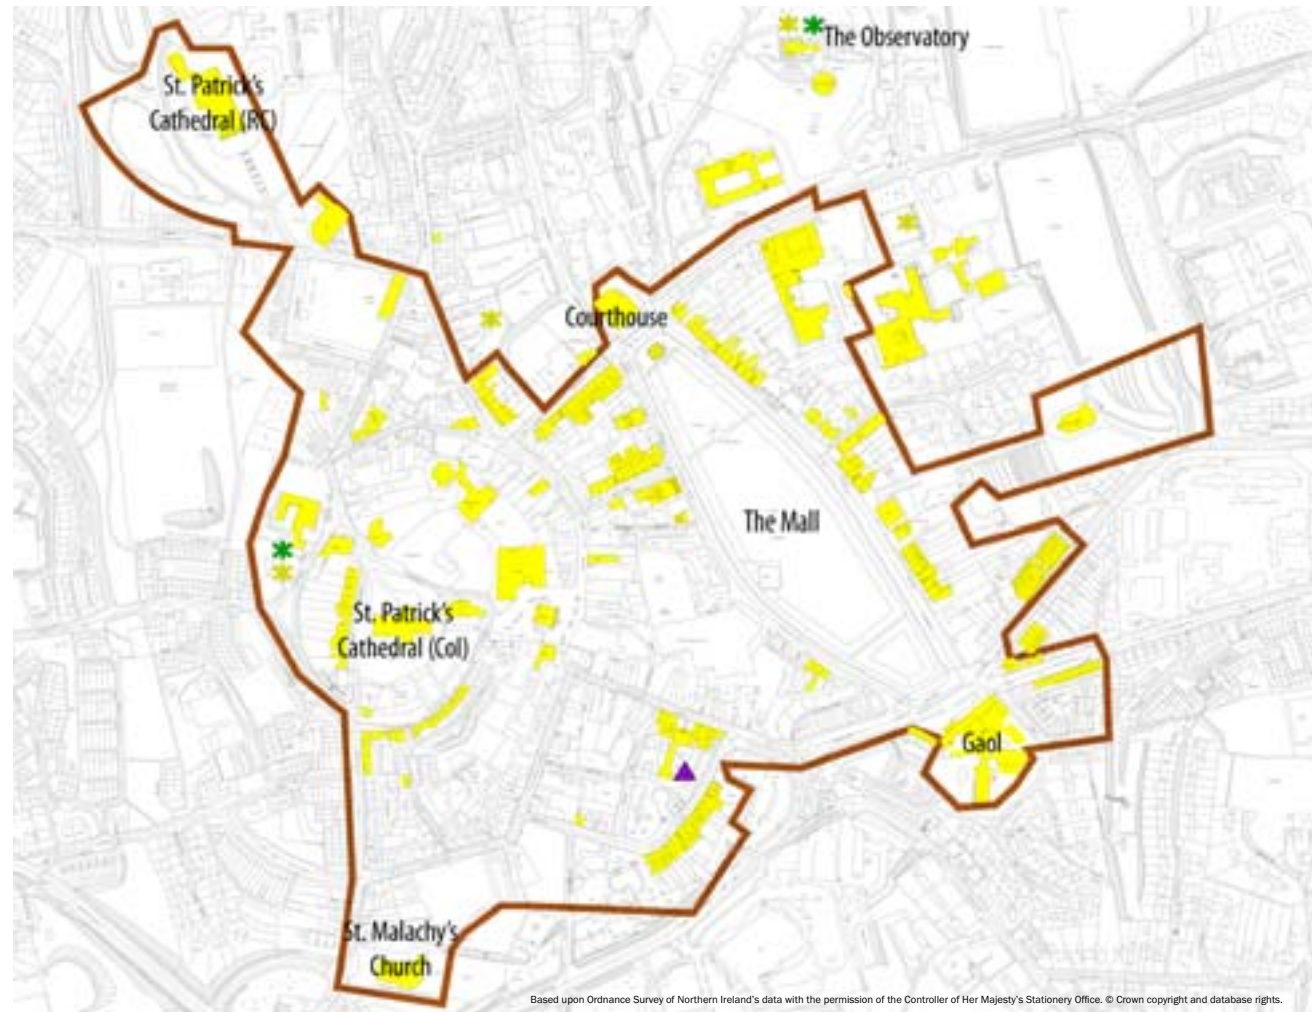 The Observatory
St. Patrick's
Cathedral (RC)
Courthouse
The Mall
St. Patrick's
Cathedral (CoI)
Gaol
St. Malachy's
Church
Based upon Ordnance Survey of Northern Ireland's data with the permission of the Controller of Her Majesty's Stationery Office. © Crown copyright and database rights.